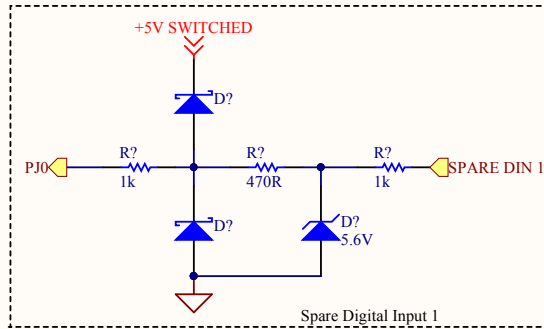 +5V SWITCHED
D?
R?
R?
R?
PJ0
SPARE DIN 1
1k
470R
1k
D?
D?
5.6V
Spare Digital Input 1